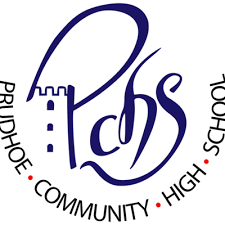 Pchs
PRUDHOE • COMMUNITY • HIGH • SCHOOL